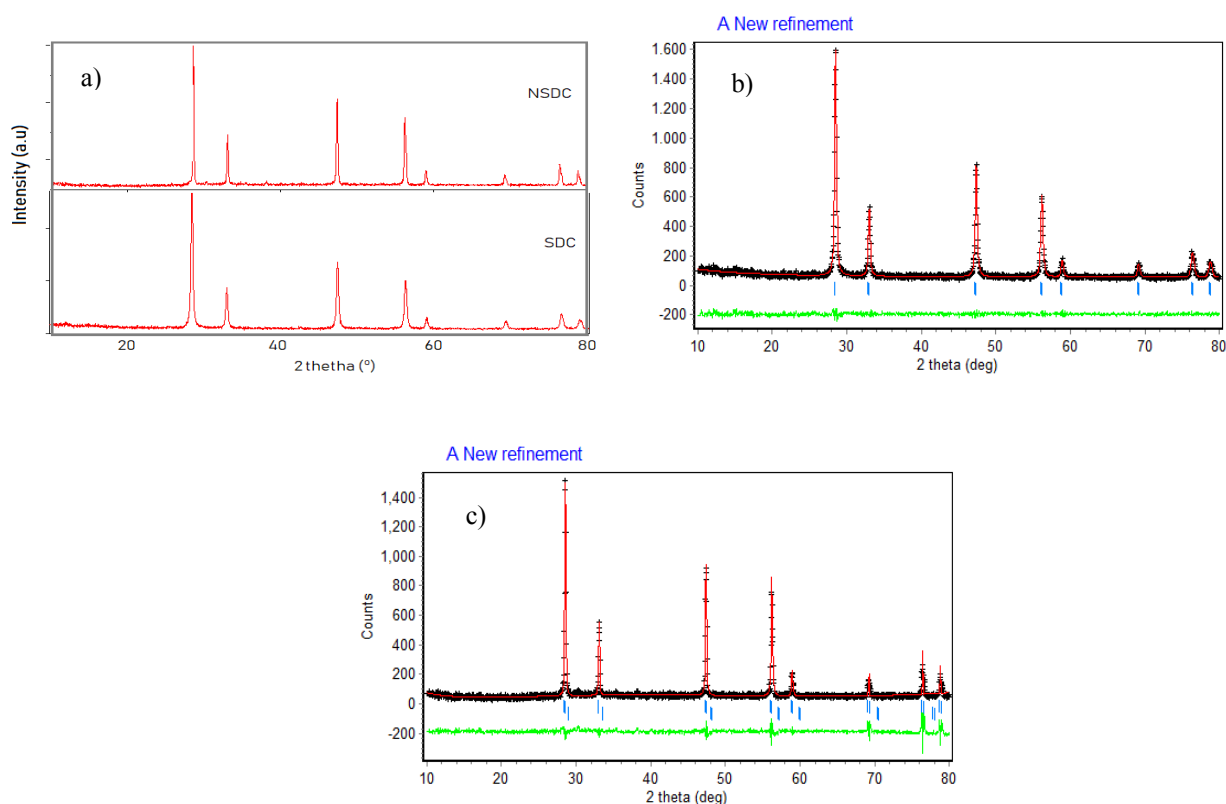 a)
NSDC
SDC
Intensity (a.u)
20
40
60
80
2 thetha (°)
A New refinement
b)
1.600
1.400
1.200
1.000
800
600
400
200
0
-200
Counts
10 20 30 40 50 60 70 80
2 theta (deg)
A New refinement
c)
1,400
1,200
1,000
800
600
400
200
0
-200
Counts
10 20 30 40 50 60 70 80
2 theta (deg)